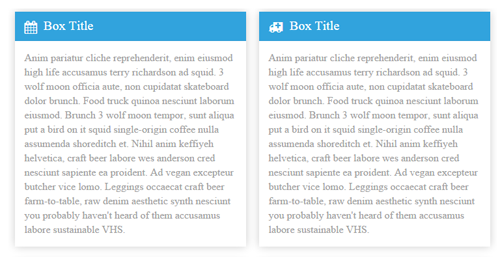 Box Title
Anim pariatur cliche reprehenderit, enim eiusmod
high life accusamus terry richardson ad squid. 3
wolf moon officia aute, non cupidatat skateboard
dolor brunch. Food truck quinoa nesciunt laborum
eiusmod. Brunch 3 wolf moon tempor, sunt aliqua
put a bird on it squid single-origin coffee nulla
assumenda shoreditch et. Nihil anim keffiyeh
helvetica, craft beer labore wes anderson cred
nesciunt sapiente ea proident. Ad vegan excepteur
butcher vice lomo. Leggings occaecat craft beer
farm-to-table, raw denim aesthetic synth nesciunt
you probably haven't heard of them accusamus
labore sustainable VHS.
Box Title
Anim pariatur cliche reprehenderit, enim eiusmod
high life accusamus terry richardson ad squid. 3
wolf moon officia aute, non cupidatat skateboard
dolor brunch. Food truck quinoa nesciunt laborum
eiusmod. Brunch 3 wolf moon tempor, sunt aliqua
put a bird on it squid single-origin coffee nulla
assumenda shoreditch et. Nihil anim keffiyeh
helvetica, craft beer labore wes anderson cred
nesciunt sapiente ea proident. Ad vegan excepteur
butcher vice lomo. Leggings occaecat craft beer
farm-to-table, raw denim aesthetic synth nesciunt
you probably haven't heard of them accusamus
labore sustainable VHS.